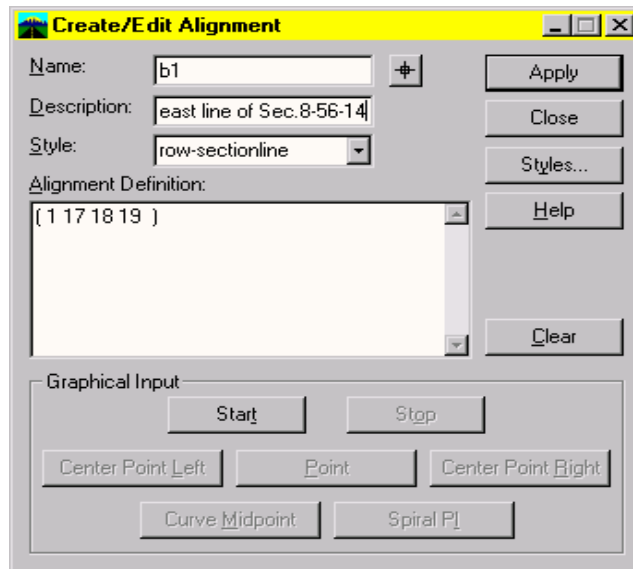 Create/Edit Alignment
Name: b1
Apply
Description: east line of Sec.8-56-14
Close
Style: row-sectionline
Styles...
Alignment Definition:
( 1 17 18 19 )
Help
Clear
Graphical Input
Start Stop
Center Point Left Point Center Point Right
Curve Midpoint Spiral PI